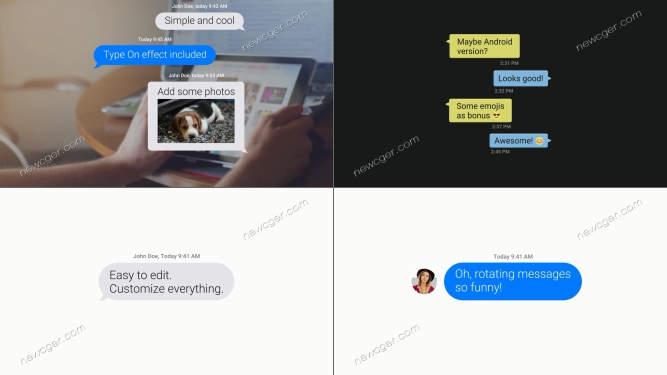 John Doe, today 9:42 AM
Simple and cool
Today 9:45 AM
Type On effect included
John Doe, today 9:53 AM
Add some photos
newcger.com
newcger.com
Maybe Android
version?
2:31 PM
Looks good!
2:32 PM
Some emojis
as bonus 😎
2:37 PM
Awesome! 😊
2:45 PM
newcger.com
newcger.com
John Doe, Today 9:41 AM
Easy to edit.
Customize everything.
newcger.com
newcger.com
Today 9:41 AM
Oh, rotating messages
so funny!
newcger.com
newcger.com